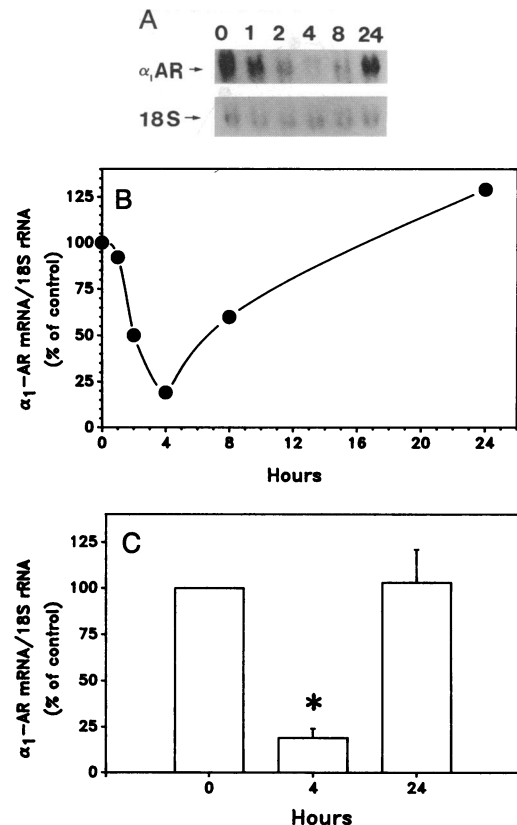 A
0 1 2 4 8 24
α₁AR →
18S →
B
α₁–AR mRNA/18S rRNA
(% of control)
125
100
75
50
25
0
0 4 8 12 16 20 24
Hours
C
α₁–AR mRNA/18S rRNA
(% of control)
125
100
75
50
25
0
*
0 4 24
Hours